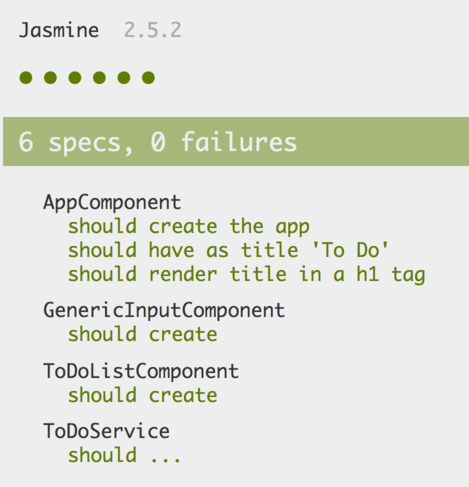 Jasmine 2.5.2
6 specs, 0 failures
AppComponent
should create the app
should have as title 'To Do'
should render title in a h1 tag
GenericInputComponent
should create
ToDoListComponent
should create
ToDoService
should ...